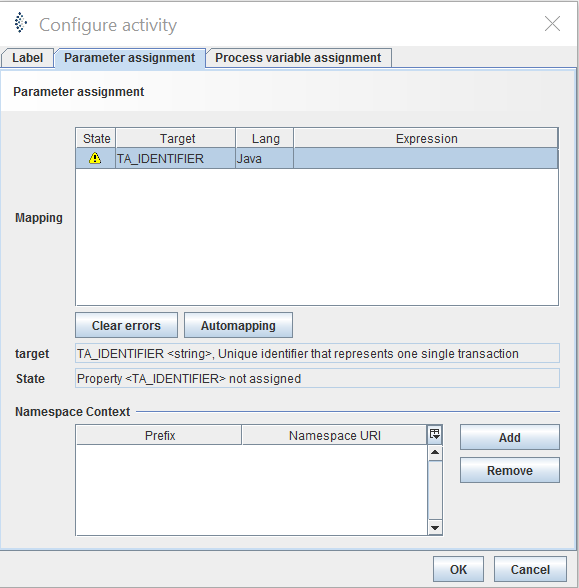 Configure activity
Label Parameter assignment Process variable assignment
Parameter assignment
State Target Lang Expression
TA_IDENTIFIER Java
Mapping
Clear errors Automapping
target TA_IDENTIFIER <string>, Unique identifier that represents one single transaction
State Property <TA_IDENTIFIER> not assigned
Namespace Context
Prefix Namespace URI Add
Remove
OK Cancel